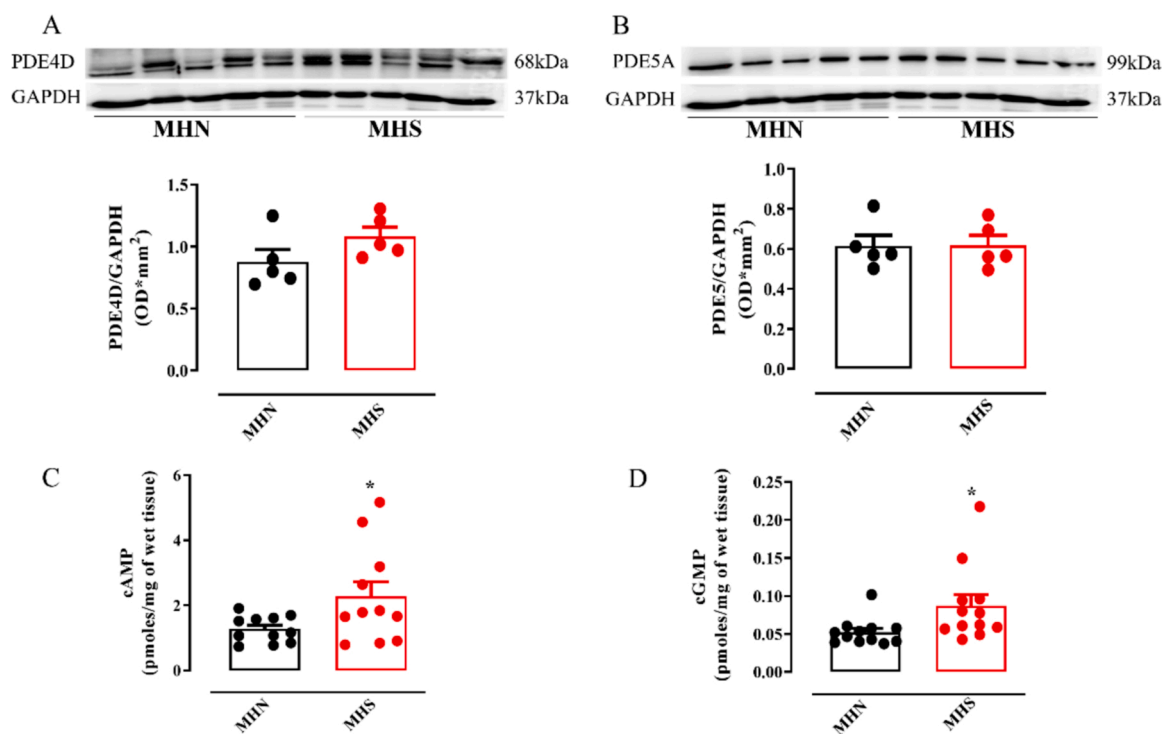 A
PDE4D
68kDa
GAPDH
37kDa
MHN
MHS
PDE4D/GAPDH
(OD*mm²)
1.5
1.0
0.5
0.0
MHN
MHS
B
PDE5A
99kDa
GAPDH
37kDa
MHN
MHS
PDE5/GAPDH
(OD*mm²)
1.0
0.8
0.6
0.4
0.2
0.0
MHN
MHS
C
cAMP
(pmoles/mg of wet tissue)
6
4
2
0
*
MHN
MHS
D
cGMP
(pmoles/mg of wet tissue)
0.25
0.20
0.15
0.10
0.05
0.00
*
MHN
MHS